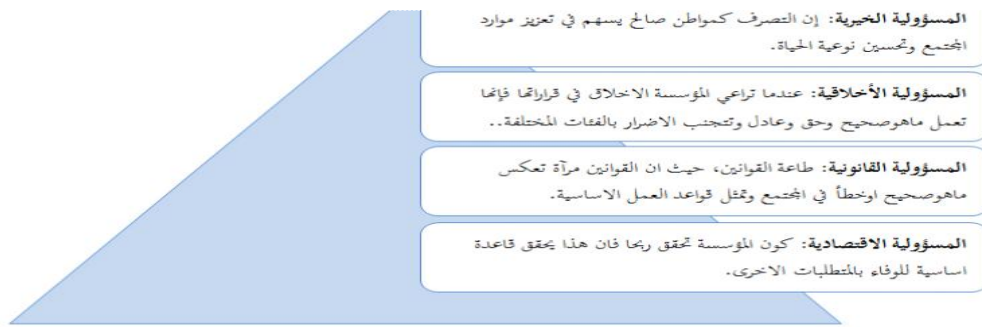 المسؤولية الخيرية: إن التصرف كمواطن صالح يسهم في تعزيز موارد
المجتمع وتحسين نوعية الحياة.
المسؤولية الأخلاقية: عندما تراعي المؤسسة الاخلاق في قراراتها فإنها
تعمل ماهوصحيح وحق وعادل وتتجنب الاضرار بالفئات المختلفة..
المسؤولية القانونية: طاعة القوانين، حيث ان القوانين مرآة تعكس
ماهوصحيح اوخطأ في المجتمع وتمثل قواعد العمل الاساسية.
المسؤولية الاقتصادية: كون المؤسسة تحقق ربحا فان هذا يحقق قاعدة
اساسية للوفاء بالمتطلبات الاخرى.